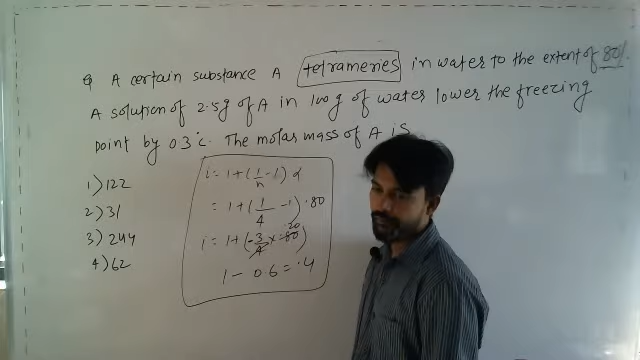 Q A certain substance A tetrameries in water to the extent of 80%.
A solution of 2.5g of A in 100g of water lower the freezing
point by 0.3°c. The molar mass of A is
1) 122
2) 31
3) 244
4) 62
i = 1+(1/n - 1) α
= 1+(1/4 - 1) .80
i = 1+(-3/4 × .80) .20
1 - 0.6 = .4